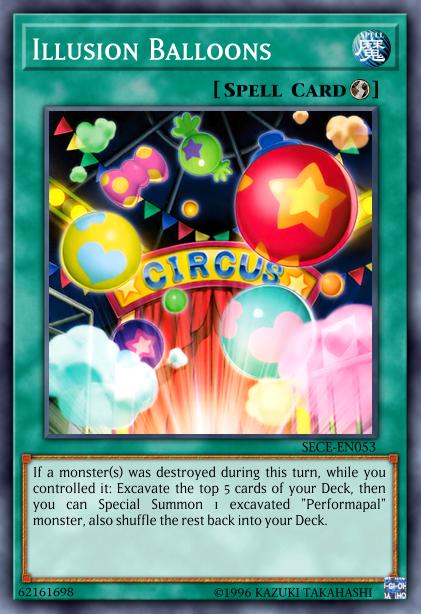 Illusion Balloons
SPELL
魔
[Spell Card]
CIRCUS
SECE-EN053
If a monster(s) was destroyed during this turn, while you
controlled it: Excavate the top 5 cards of your Deck, then
you can Special Summon 1 excavated "Performapal"
monster, also shuffle the rest back into your Deck.
62161698
©1996 KAZUKI TAKAHASHI